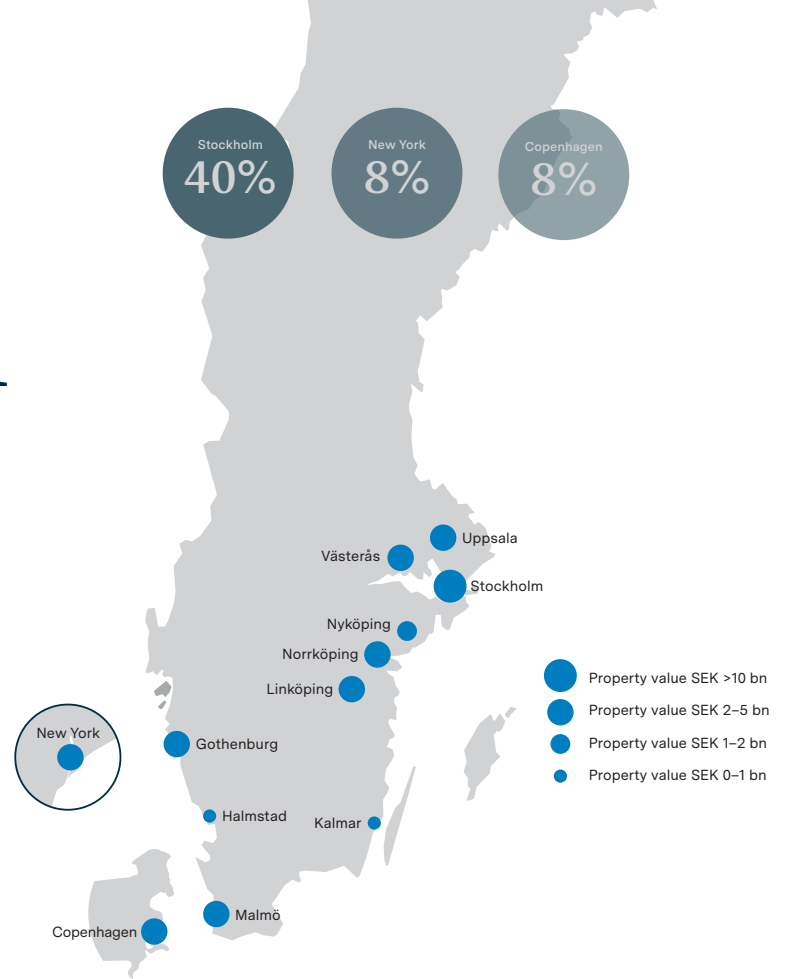 Stockholm
40%
New York
8%
Copenhagen
8%
Uppsala
Västerås
Stockholm
Nyköping
Norrköping
Linköping
Property value SEK >10 bn
Property value SEK 2–5 bn
Property value SEK 1–2 bn
Property value SEK 0–1 bn
New York
Gothenburg
Halmstad
Kalmar
Malmö
Copenhagen